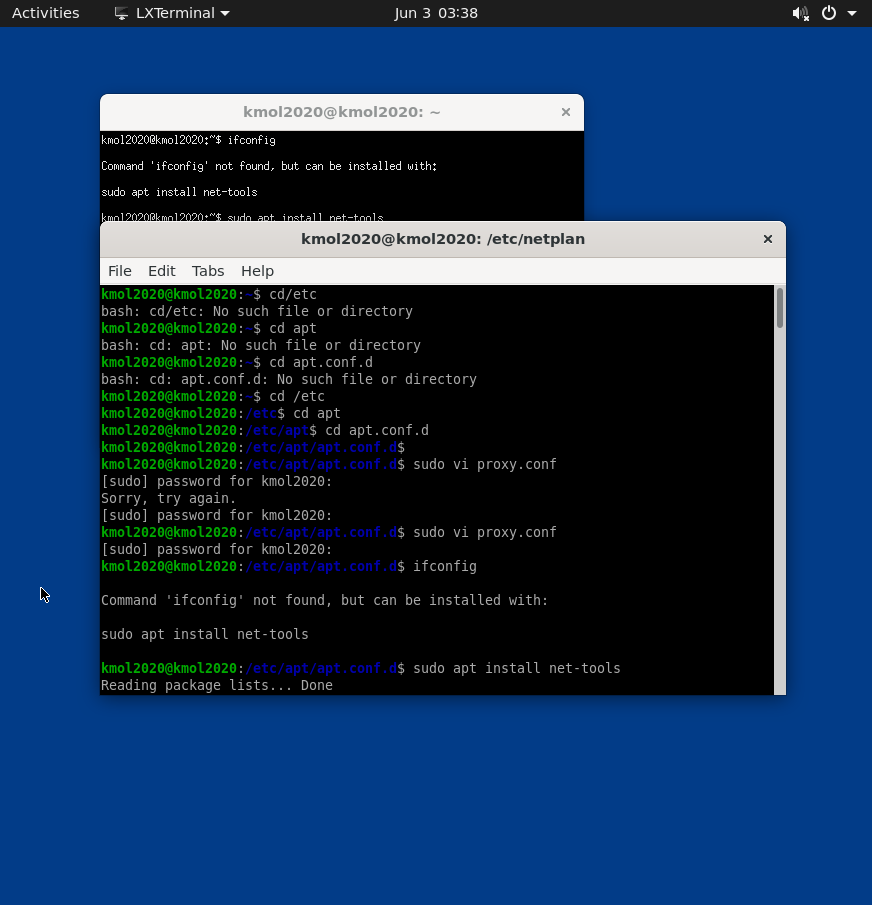 Activities LXTerminal Jun 3 03:38
kmol2020@kmol2020: ~
kmol2020@kmol2020:~$ ifconfig
Command 'ifconfig' not found, but can be installed with:
sudo apt install net-tools
kmol2020@kmol2020:~$ sudo apt install net-tools
kmol2020@kmol2020: /etc/netplan
File Edit Tabs Help
kmol2020@kmol2020:~$ cd/etc
bash: cd/etc: No such file or directory
kmol2020@kmol2020:~$ cd apt
bash: cd: apt: No such file or directory
kmol2020@kmol2020:~$ cd apt.conf.d
bash: cd: apt.conf.d: No such file or directory
kmol2020@kmol2020:~$ cd /etc
kmol2020@kmol2020:/etc$ cd apt
kmol2020@kmol2020:/etc/apt$ cd apt.conf.d
kmol2020@kmol2020:/etc/apt/apt.conf.d$
kmol2020@kmol2020:/etc/apt/apt.conf.d$ sudo vi proxy.conf
[sudo] password for kmol2020:
Sorry, try again.
[sudo] password for kmol2020:
kmol2020@kmol2020:/etc/apt/apt.conf.d$ sudo vi proxy.conf
[sudo] password for kmol2020:
kmol2020@kmol2020:/etc/apt/apt.conf.d$ ifconfig
Command 'ifconfig' not found, but can be installed with:
sudo apt install net-tools
kmol2020@kmol2020:/etc/apt/apt.conf.d$ sudo apt install net-tools
Reading package lists... Done